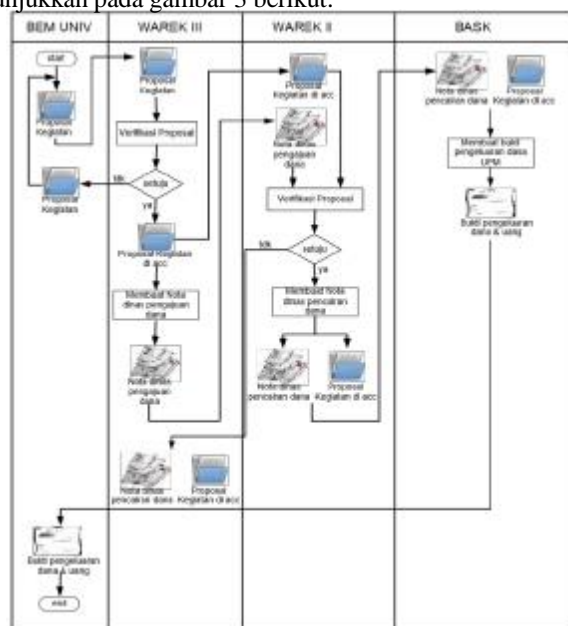 unjukkan pada gambar 3 berikut.
BEM UNIV
WAREK III
WAREK II
BASK
start
Proposal
Kegiatan
Proposal
Kegiatan
Verifikasi Proposal
setuju
tdk
ya
Proposal
Kegiatan
Proposal Kegiatan
di acc
Membuat Nota
dinas pengajuan
dana
Nota dinas
pengajuan
dana
Nota dinas
pencairan dana
Proposal
Kegiatan di acc
Proposal
Kegiatan di acc
Nota dinas
pengajuan
dana
Verifikasi Proposal
setuju
tdk
ya
Membuat Nota
dinas pencairan
dana
Nota dinas
pencairan dana
Proposal
Kegiatan di acc
Nota dinas
pencairan dana
Proposal
Kegiatan di acc
Membuat bukti
pengeluaran dana
UPM
Bukti pengeluaran
dana & uang
Bukti pengeluaran
dana & uang
end